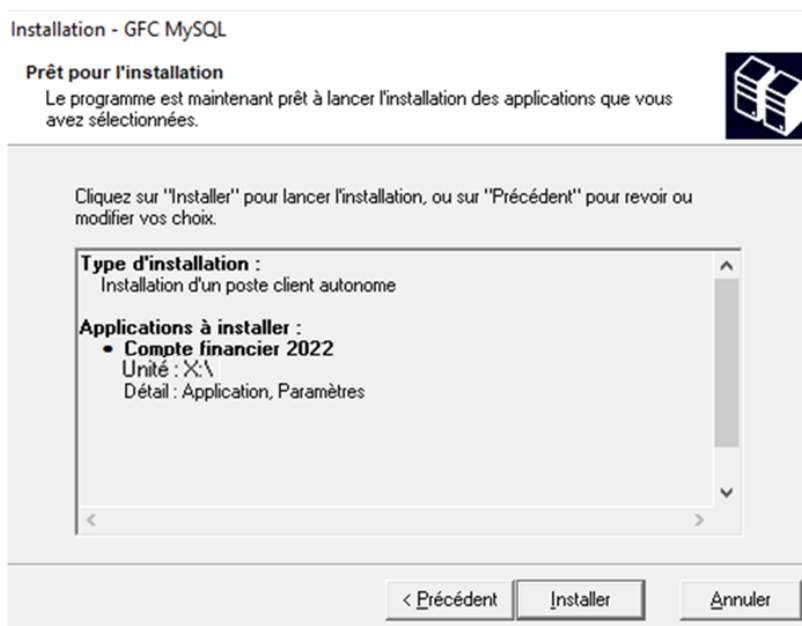 Installation - GFC MySQL
Prêt pour l'installation
Le programme est maintenant prêt à lancer l'installation des applications que vous
avez sélectionnées.
Cliquez sur "Installer" pour lancer l'installation, ou sur "Précédent" pour revoir ou
modifier vos choix.
Type d'installation :
Installation d'un poste client autonome
Applications à installer :
• Compte financier 2022
Unité : X:\
Détail : Application, Paramètres
< Précédent
Installer
Annuler